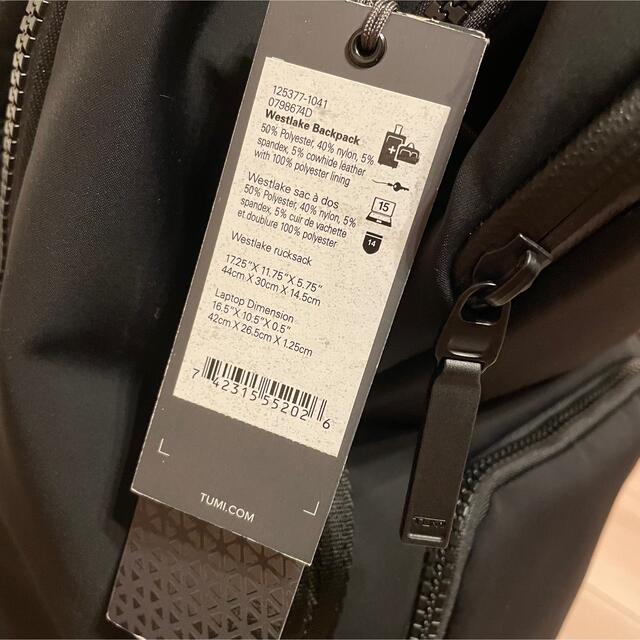 125377-1041
0798674D
Westlake Backpack
50% Polyester, 40% nylon, 5%
spandex, 5% cowhide leather
with 100% polyester lining
Westlake sac à dos
50% Polyester, 40% nylon, 5%
spandex, 5% cuir de vachette
et doublure 100% polyester
Westlake rucksack
17.25"X 11.75"X 5.75"
44cm X 30cm X 14.5cm
Laptop Dimension
16.5"X 10.5"X 0.5"
42cm X 26.5cm X 1.25cm
15
14
7 42315 55202 6
TUMI.COM
TUMI